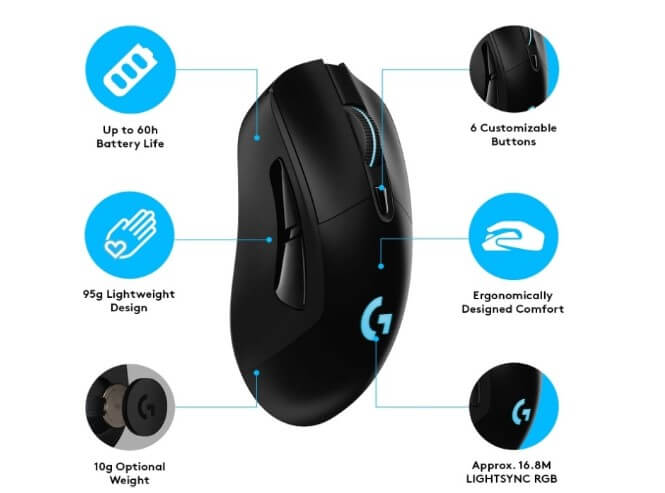 Up to 60h
Battery Life
6 Customizable
Buttons
95g Lightweight
Design
Ergonomically
Designed Comfort
10g Optional
Weight
Approx. 16.8M
LIGHTSYNC RGB